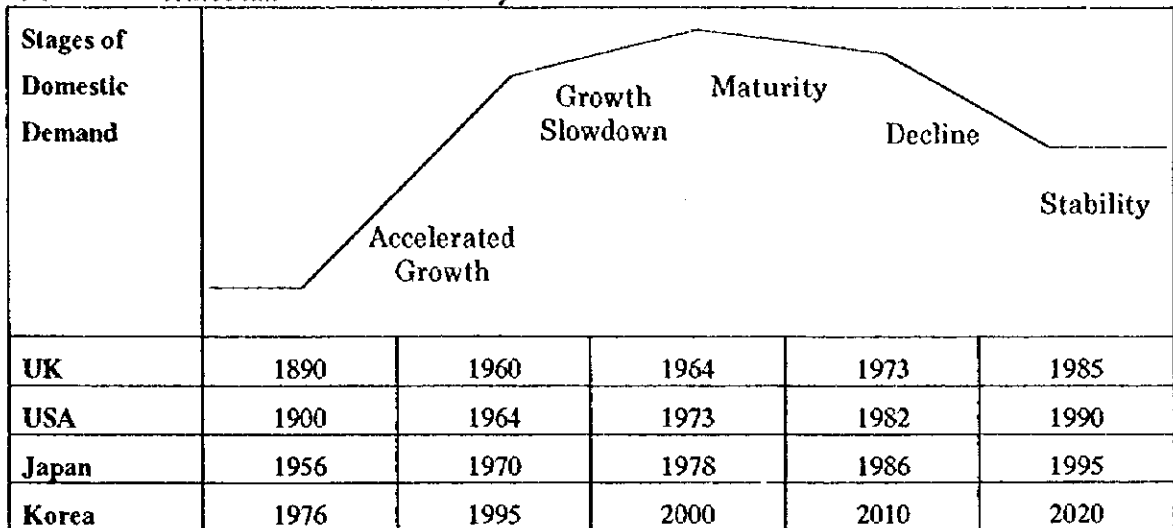 Stages of
Domestic
Demand
Growth
Slowdown
Maturity
Decline
Stability
Accelerated
Growth
UK 1890 1960 1964 1973 1985
USA 1900 1964 1973 1982 1990
Japan 1956 1970 1978 1986 1995
Korea 1976 1995 2000 2010 2020